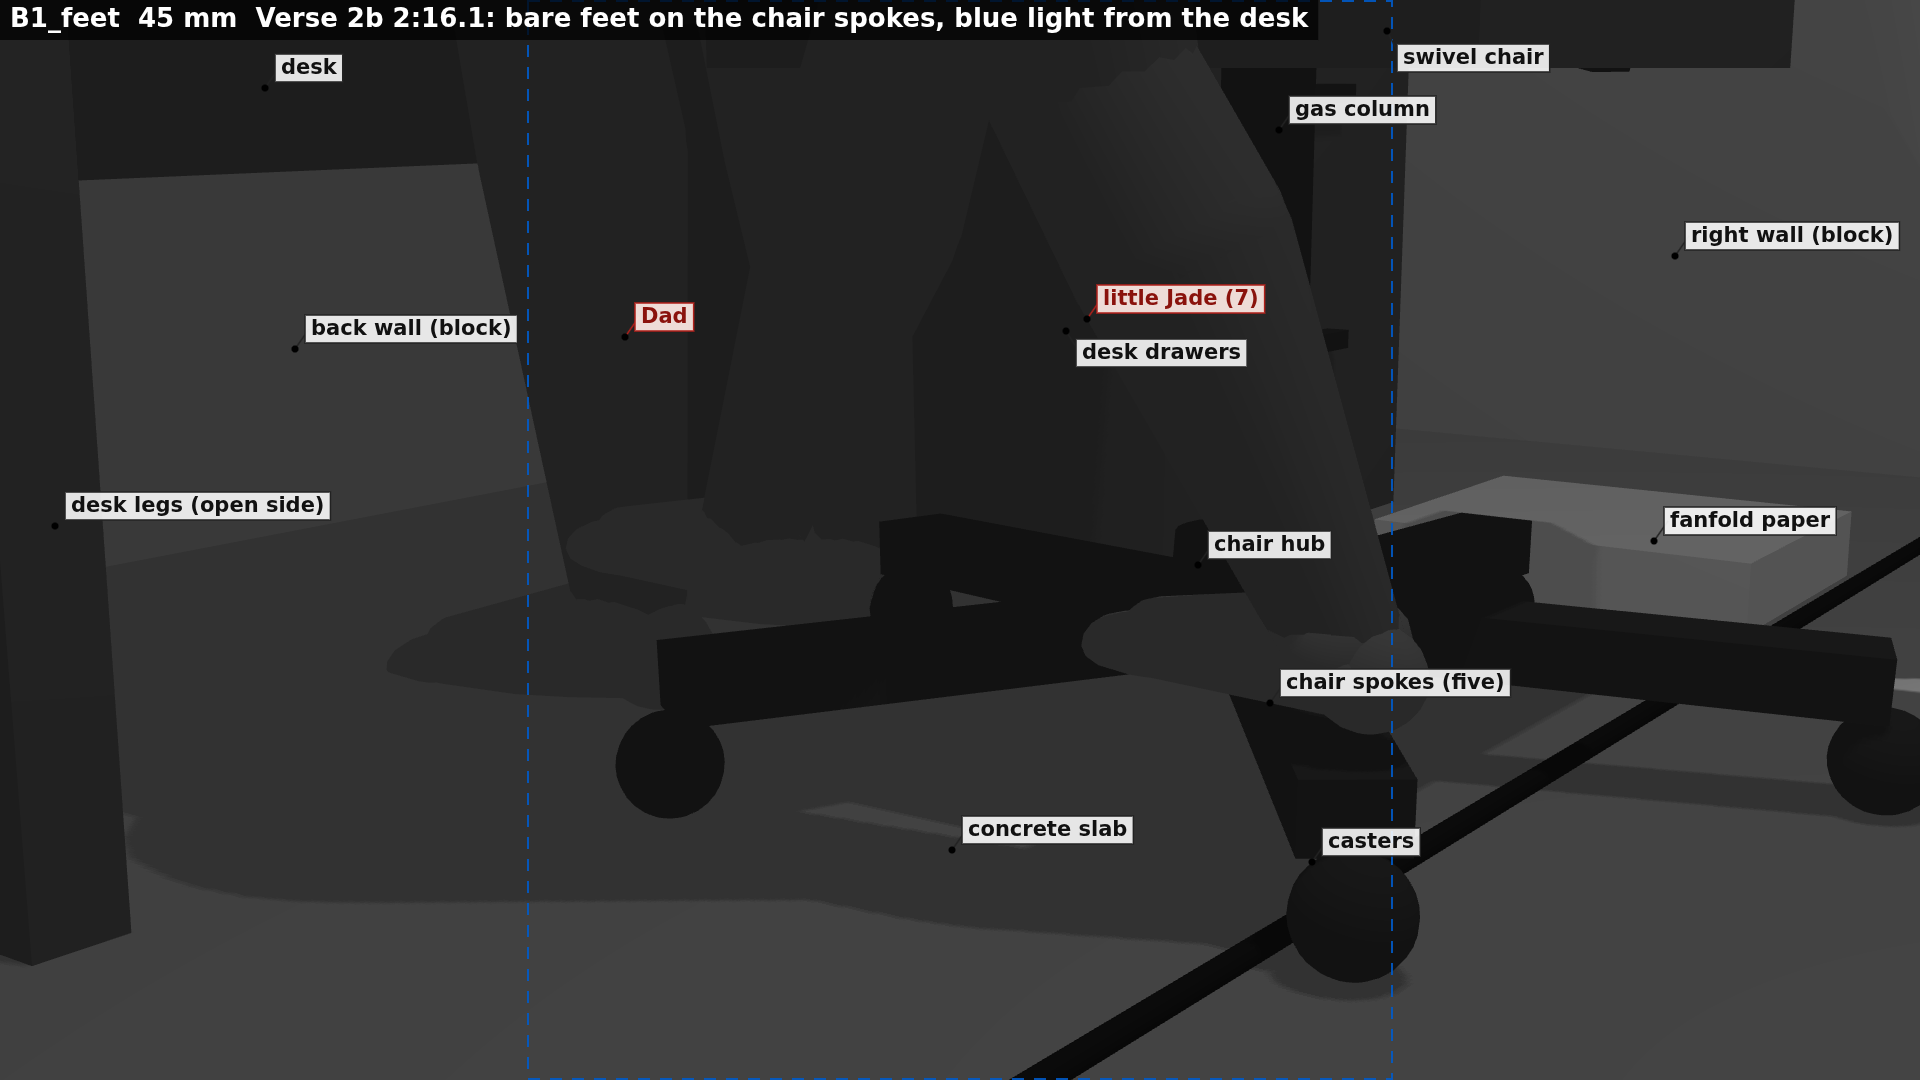 B1_feet  45 mm  Verse 2b 2:16.1: bare feet on the chair spokes, blue light from the desk
desk
swivel chair
gas column
right wall (block)
little Jade (7)
Dad
back wall (block)
desk drawers
desk legs (open side)
fanfold paper
chair hub
chair spokes (five)
concrete slab
casters